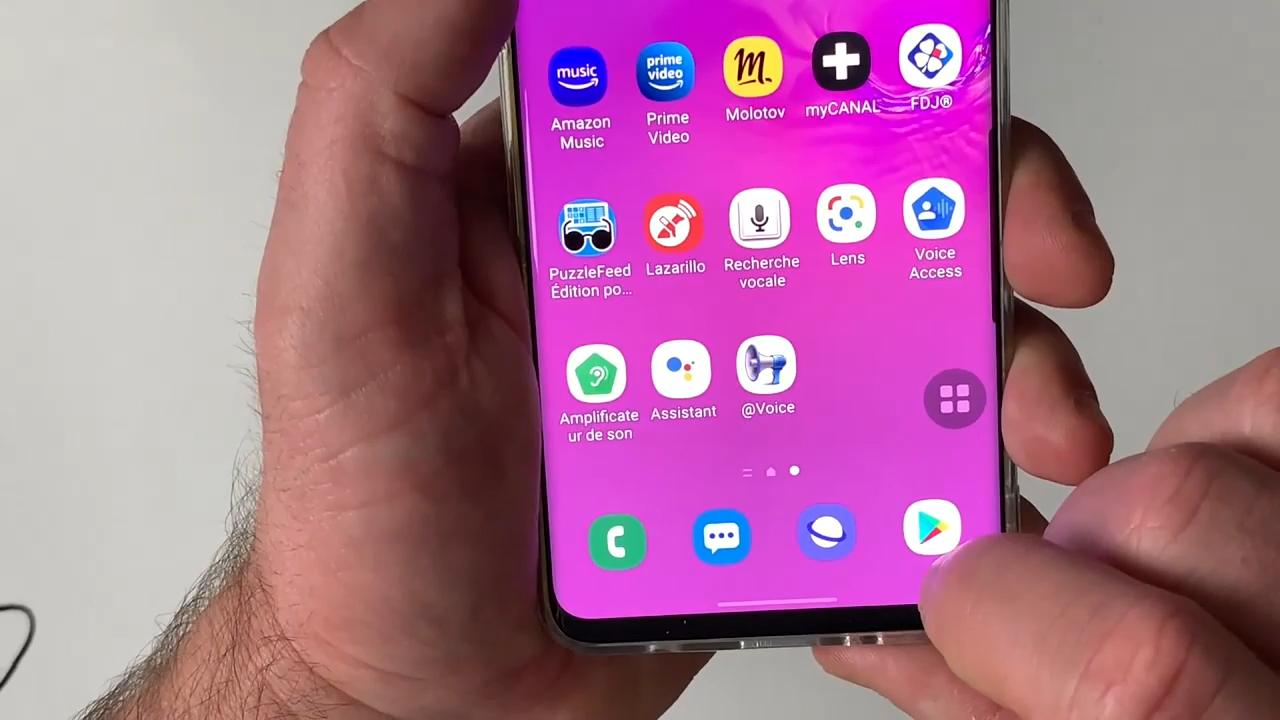 music
prime
video
m.
Amazon
Music
Prime
Video
Molotov
myCANAL
FDJ®
PuzzleFeed
Édition po...
Lazarillo
Recherche
vocale
Lens
Voice
Access
Amplificate
ur de son
Assistant
@Voice